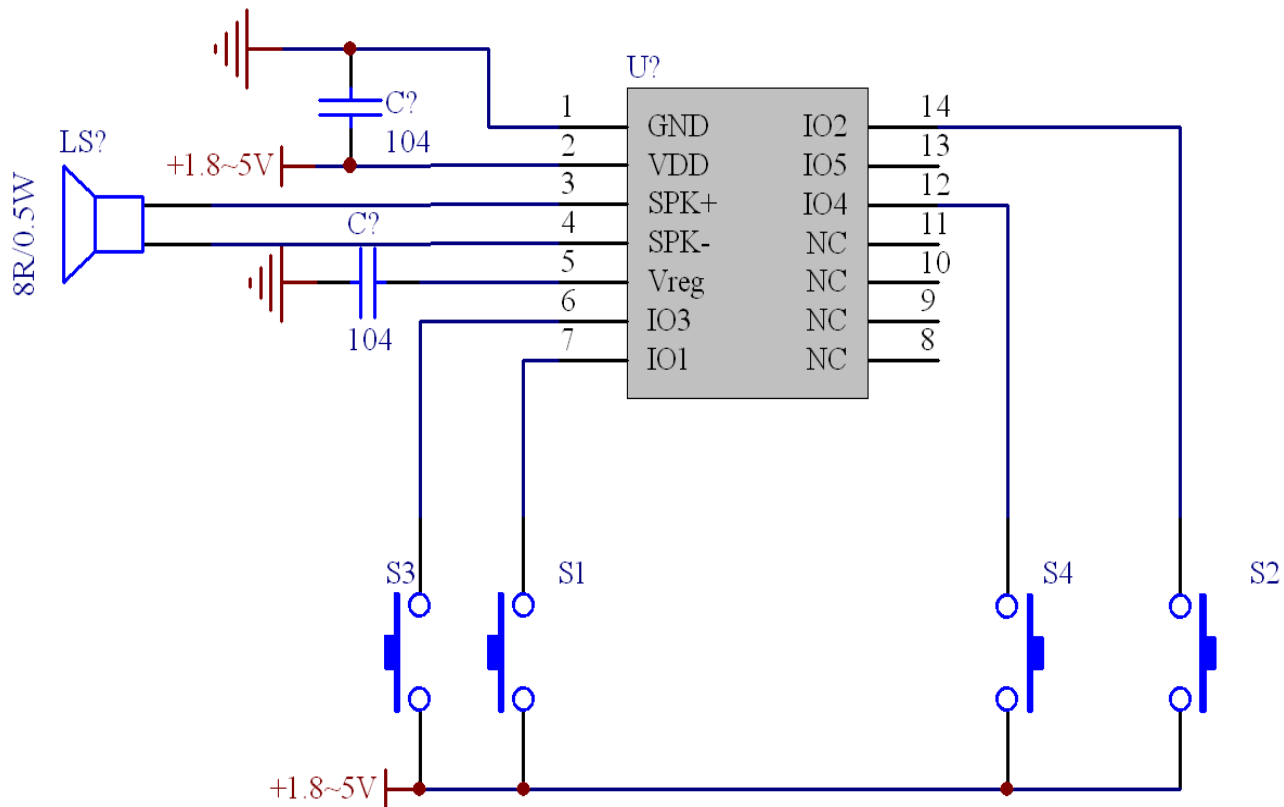 U?
C?
104
LS?
+1.8~5V
8R/0.5W
C?
104
1
2
3
4
5
6
7
GND
VDD
SPK+
SPK-
Vreg
IO3
IO1
IO2
IO5
IO4
NC
NC
NC
NC
14
13
12
11
10
9
8
S3
S1
S4
S2
+1.8~5V